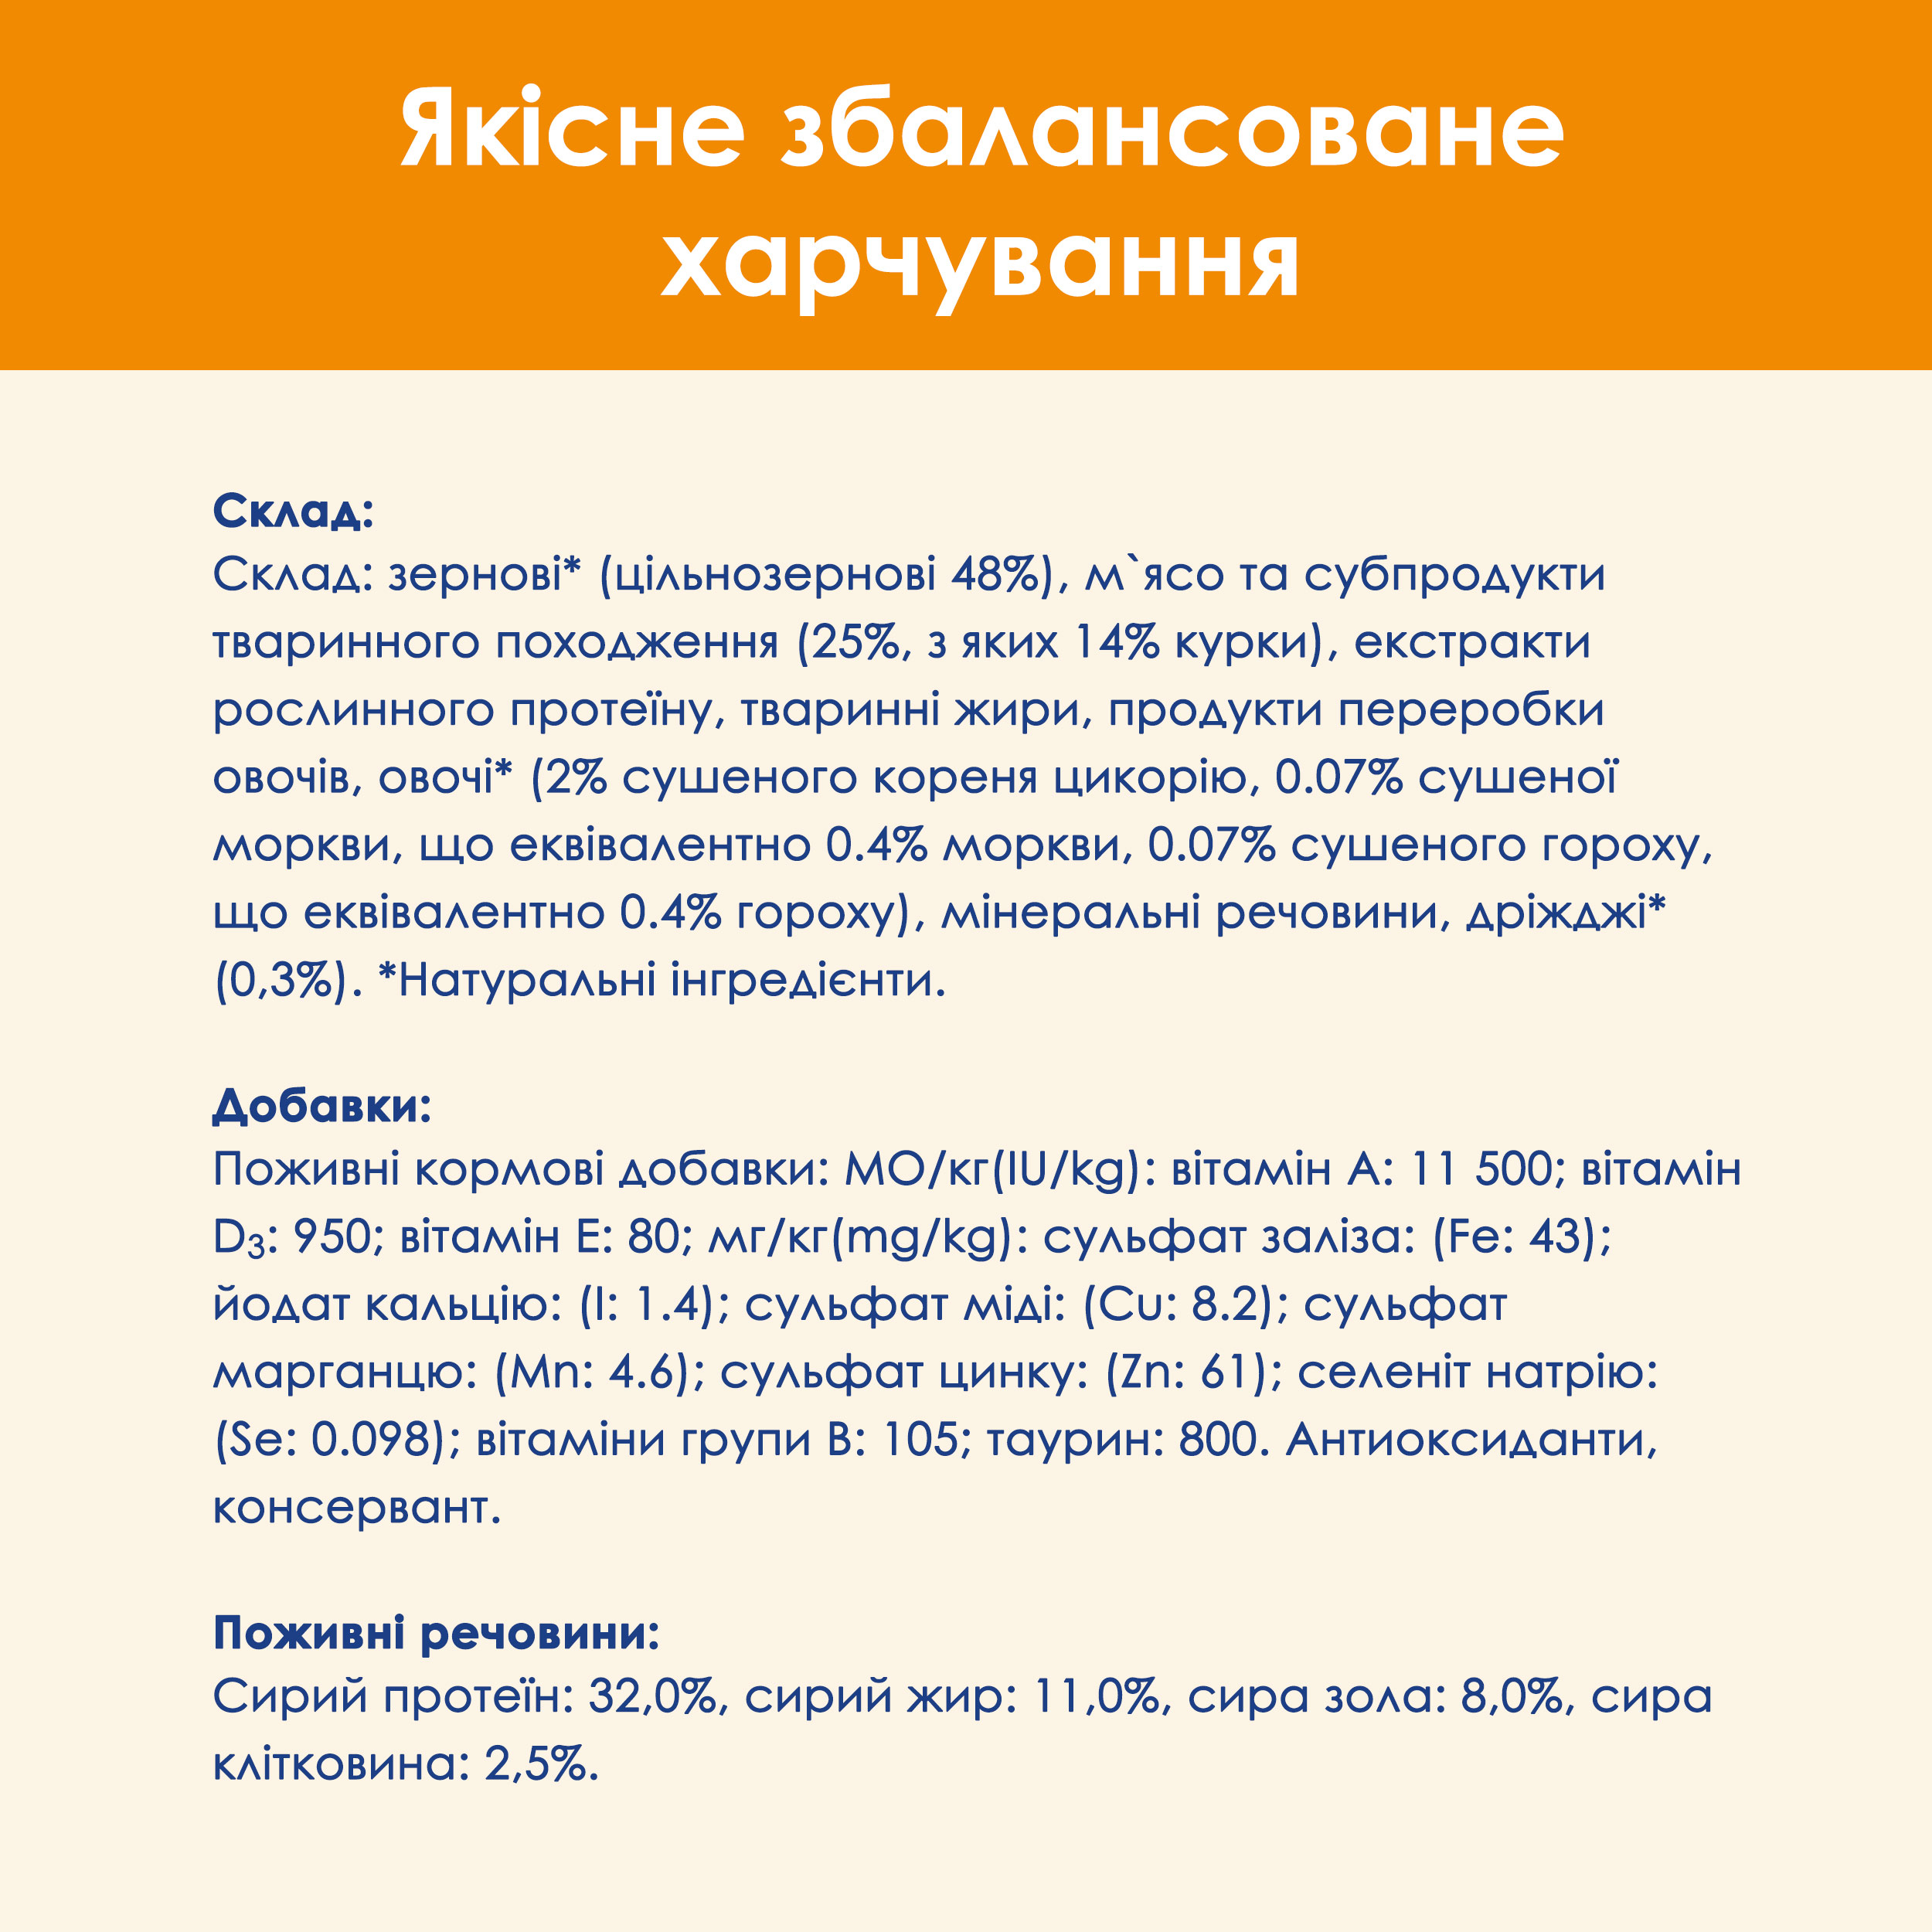 Якісне збалансоване
харчування
Склад:
Склад: зернові* (цільнозернові 48%), м`ясо та субпродукти
тваринного походження (25%, з яких 14% курки), екстракти
рослинного протеїну, тваринні жири, продукти переробки
овочів, овочі* (2% сушеного кореня цикорію, 0.07% сушеної
моркви, що еквівалентно 0.4% моркви, 0.07% сушеного гороху,
що еквівалентно 0.4% гороху), мінеральні речовини, дріжджі*
(0,3%). *Натуральні інгредієнти.
Добавки:
Поживні кормові добавки: МО/кг(IU/kg): вітамін А: 11 500; вітамін
D₃: 950; вітамін Е: 80; мг/кг(mg/kg): сульфат заліза: (Fe: 43);
йодат кальцію: (I: 1.4); сульфат міді: (Cu: 8.2); сульфат
марганцю: (Mn: 4.6); сульфат цинку: (Zn: 61); селеніт натрію:
(Se: 0.098); вітаміни групи В: 105; таурин: 800. Антиоксиданти,
консервант.
Поживні речовини:
Сирий протеїн: 32,0%, сирий жир: 11,0%, сира зола: 8,0%, сира
клітковина: 2,5%.